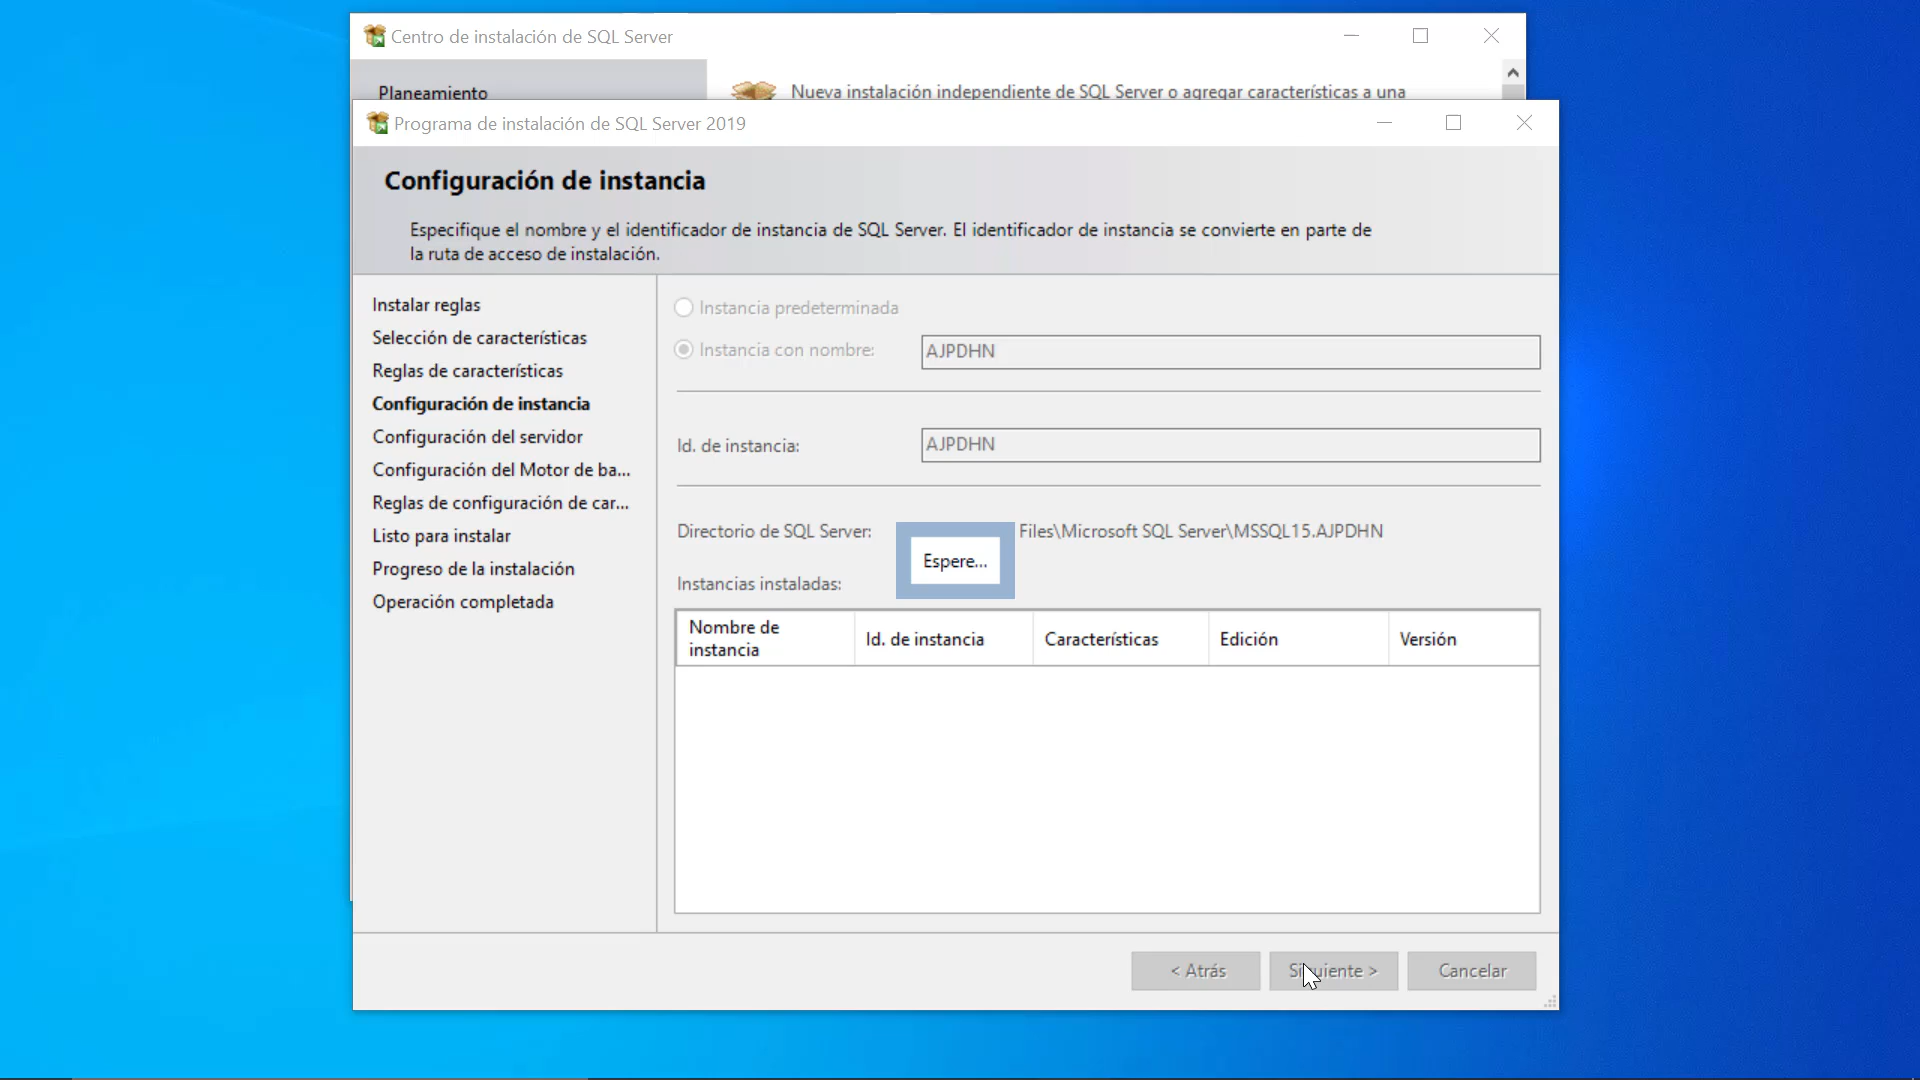 Centro de instalación de SQL Server
Planeamiento
Nueva instalación independiente de SQL Server o agregar características a una
Programa de instalación de SQL Server 2019
Configuración de instancia
Especifique el nombre y el identificador de instancia de SQL Server. El identificador de instancia se convierte en parte de
la ruta de acceso de instalación.
Instalar reglas
Selección de características
Reglas de características
Configuración de instancia
Configuración del servidor
Configuración del Motor de ba...
Reglas de configuración de car...
Listo para instalar
Progreso de la instalación
Operación completada
Instancia predeterminada
Instancia con nombre: AJPDHN
Id. de instancia: AJPDHN
Directorio de SQL Server: Files\Microsoft SQL Server\MSSQL15.AJPDHN
Espere...
Instancias instaladas:
Nombre de
instancia
Id. de instancia
Características
Edición
Versión
< Atrás
Siguiente >
Cancelar